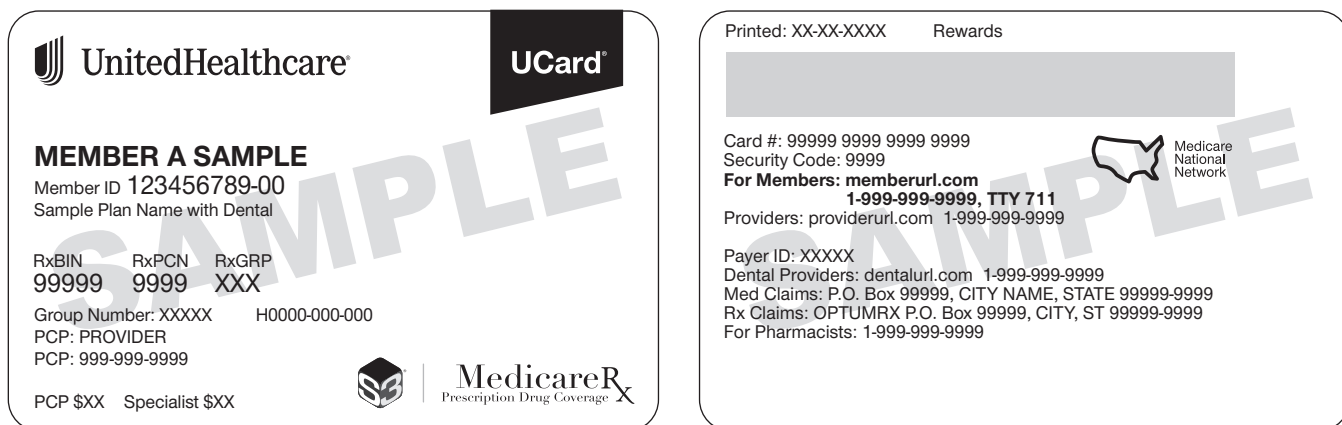 UnitedHealthcare®
UCard®
MEMBER A SAMPLE
Member ID 123456789-00
Sample Plan Name with Dental
RxBIN RxPCN RxGRP
99999 9999 XXX
Group Number: XXXXX H0000-000-000
PCP: PROVIDER
PCP: 999-999-9999
PCP $XX Specialist $XX
S3®
MedicareRx
Prescription Drug Coverage
SAMPLE
Printed: XX-XX-XXXX Rewards
Card #: 99999 9999 9999 9999
Security Code: 9999
For Members: memberurl.com
1-999-999-9999, TTY 711
Providers: providerurl.com 1-999-999-9999
Medicare
National
Network
Payer ID: XXXXX
Dental Providers: dentalurl.com 1-999-999-9999
Med Claims: P.O. Box 99999, CITY NAME, STATE 99999-9999
Rx Claims: OPTUMRX P.O. Box 99999, CITY, ST 99999-9999
For Pharmacists: 1-999-999-9999
SAMPLE